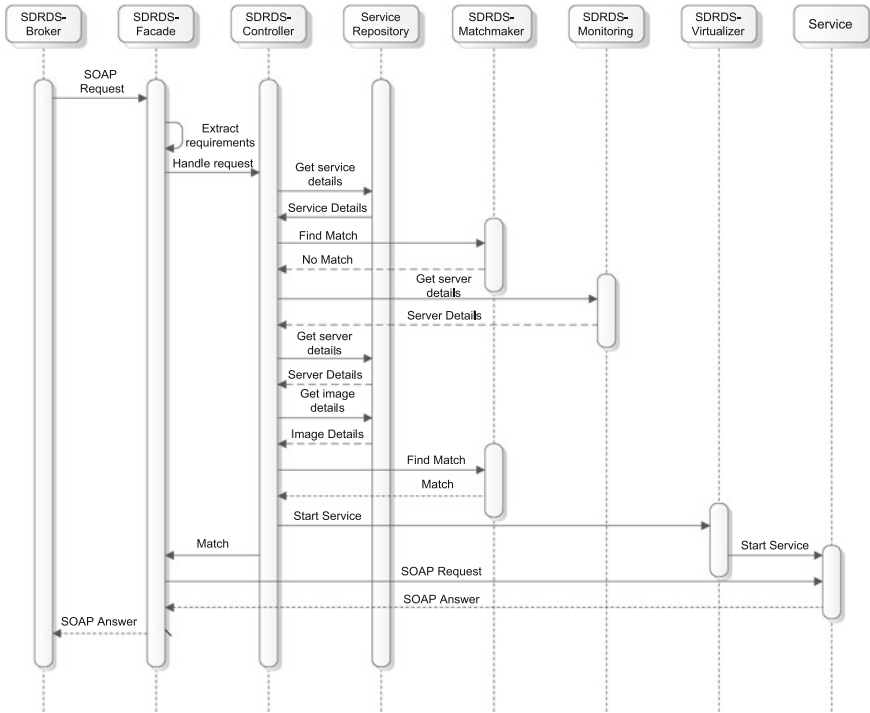 SDRDS-
Broker
SDRDS-
Facade
SDRDS-
Controller
Service
Repository
SDRDS-
Matchmaker
SDRDS-
Monitoring
SDRDS-
Virtualizer
Service
SOAP
Request
Extract
requirements
Handle request
Get service
details
Service Details
Find Match
No Match
Get server
details
Server Details
Get server
details
Server Details
Get image
details
Image Details
Find Match
Match
Start Service
Start Service
Match
SOAP Request
SOAP Answer
SOAP Answer